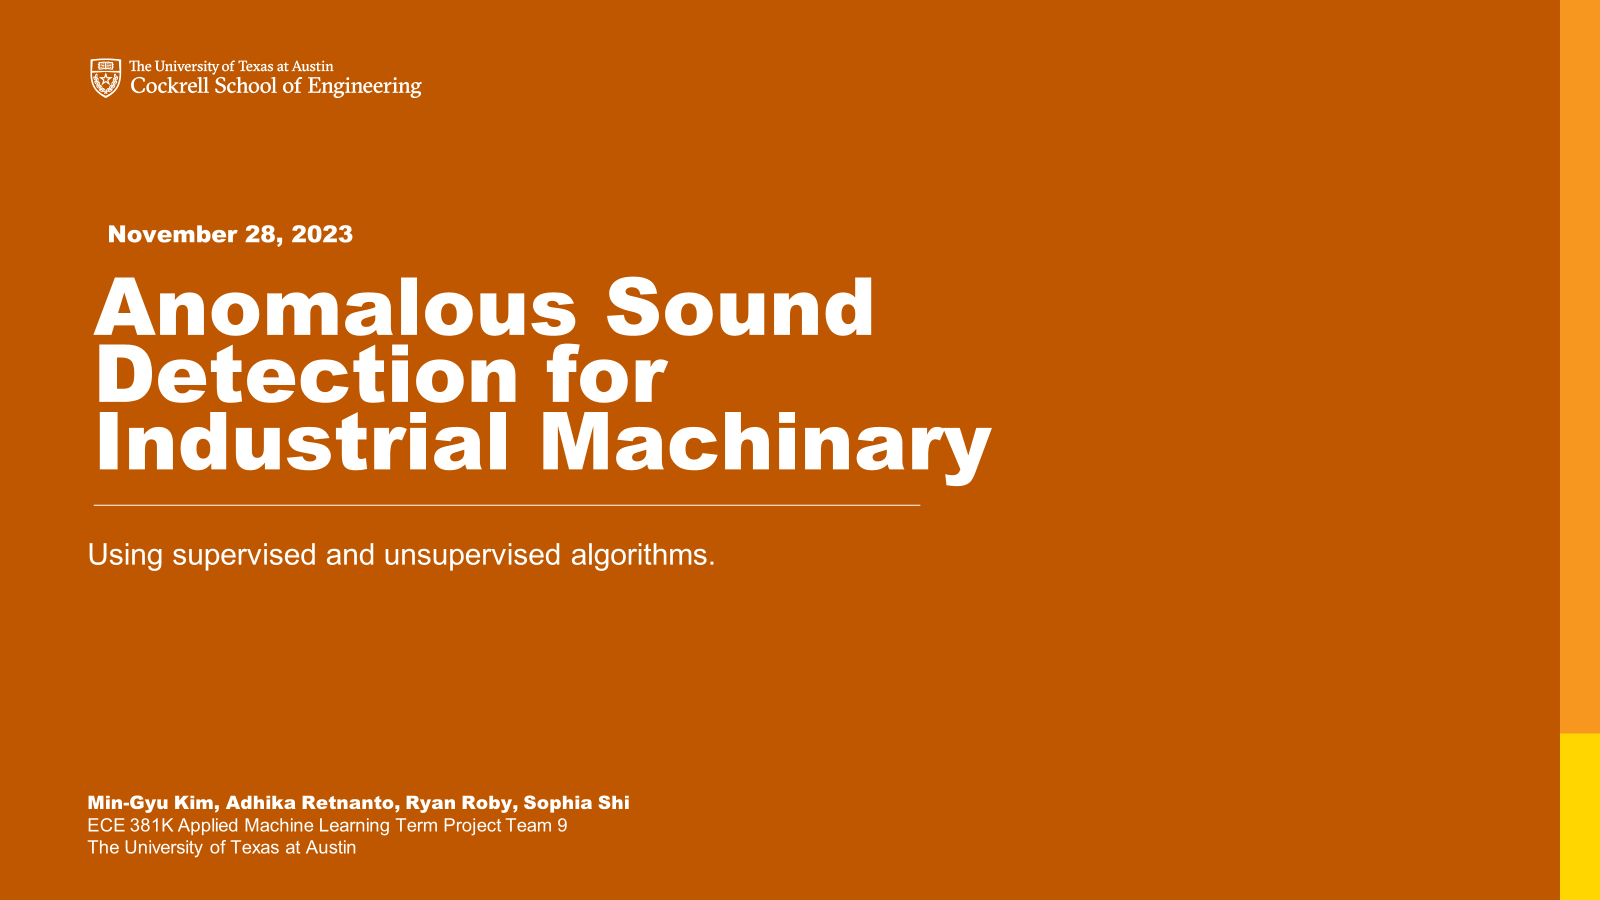 The University of Texas at Austin
Cockrell School of Engineering
November 28, 2023
Anomalous Sound
Detection for
Industrial Machinary
Using supervised and unsupervised algorithms.
Min-Gyu Kim, Adhika Retnanto, Ryan Roby, Sophia Shi
ECE 381K Applied Machine Learning Term Project Team 9
The University of Texas at Austin